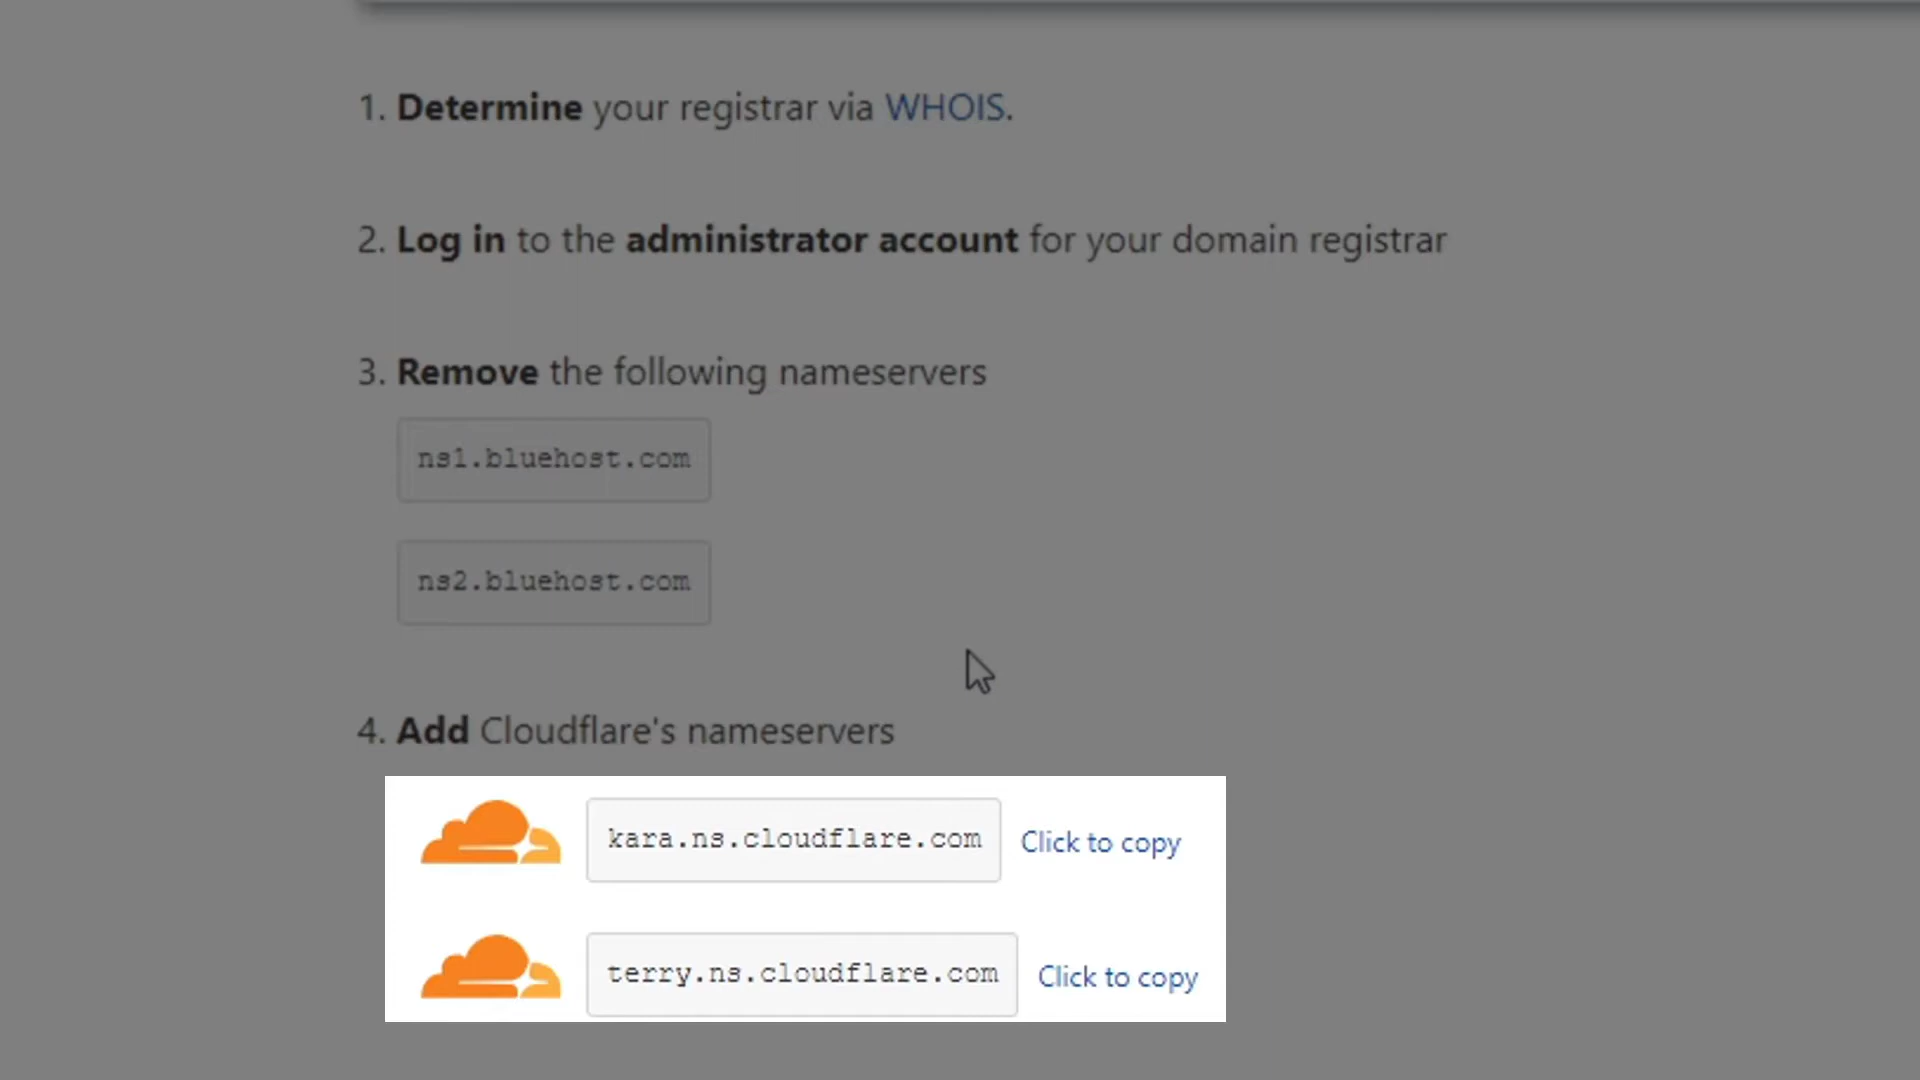 1. Determine your registrar via WHOIS.
2. Log in to the administrator account for your domain registrar
3. Remove the following nameservers
ns1.bluehost.com
ns2.bluehost.com
4. Add Cloudflare's nameservers
kara.ns.cloudflare.com Click to copy
terry.ns.cloudflare.com Click to copy